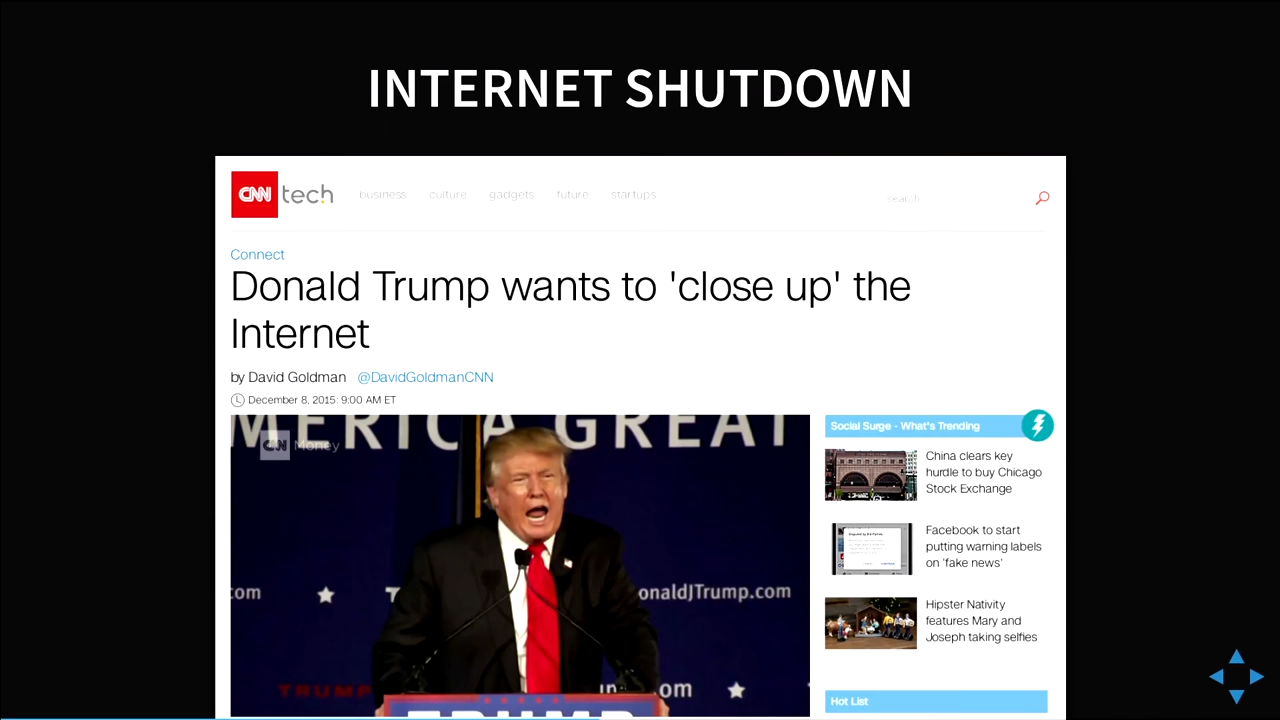 INTERNET SHUTDOWN
CNN tech
business culture gadgets future startups
search
Connect
Donald Trump wants to 'close up' the
Internet
by David Goldman @DavidGoldmanCNN
December 8, 2015: 9:00 AM ET
MERICA GREAT
CNN Money
.com
onaldJTrump.com
TRUMP
.om
TRUMP
Social Surge - What's Trending
China clears key
hurdle to buy Chicago
Stock Exchange
Facebook to start
putting warning labels
on 'fake news'
Hipster Nativity
features Mary and
Joseph taking selfies
Hot List